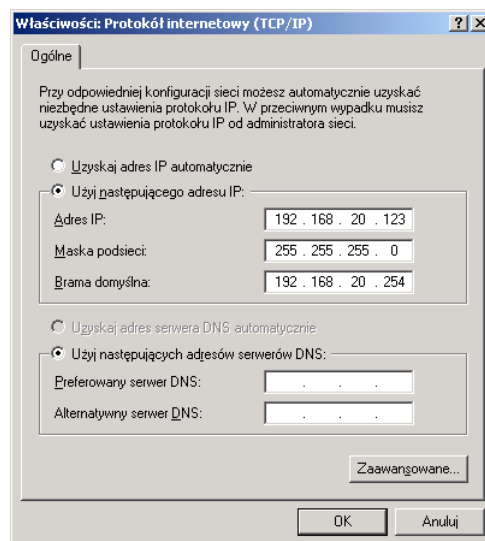 Właściwości: Protokół internetowy (TCP/IP)
Ogólne
Przy odpowiedniej konfiguracji sieci możesz automatycznie uzyskać
niezbędne ustawienia protokołu IP. W przeciwnym wypadku musisz
uzyskać ustawienia protokołu IP od administratora sieci.
Uzyskaj adres IP automatycznie
Użyj następującego adresu IP:
Adres IP: 192 . 168 . 20 . 123
Maska podsieci: 255 . 255 . 255 . 0
Brama domyślna: 192 . 168 . 20 . 254
Uzyskaj adres serwera DNS automatycznie
Użyj następujących adresów serwerów DNS:
Preferowany serwer DNS: . . .
Alternatywny serwer DNS: . . .
Zaawansowane...
OK Anuluj